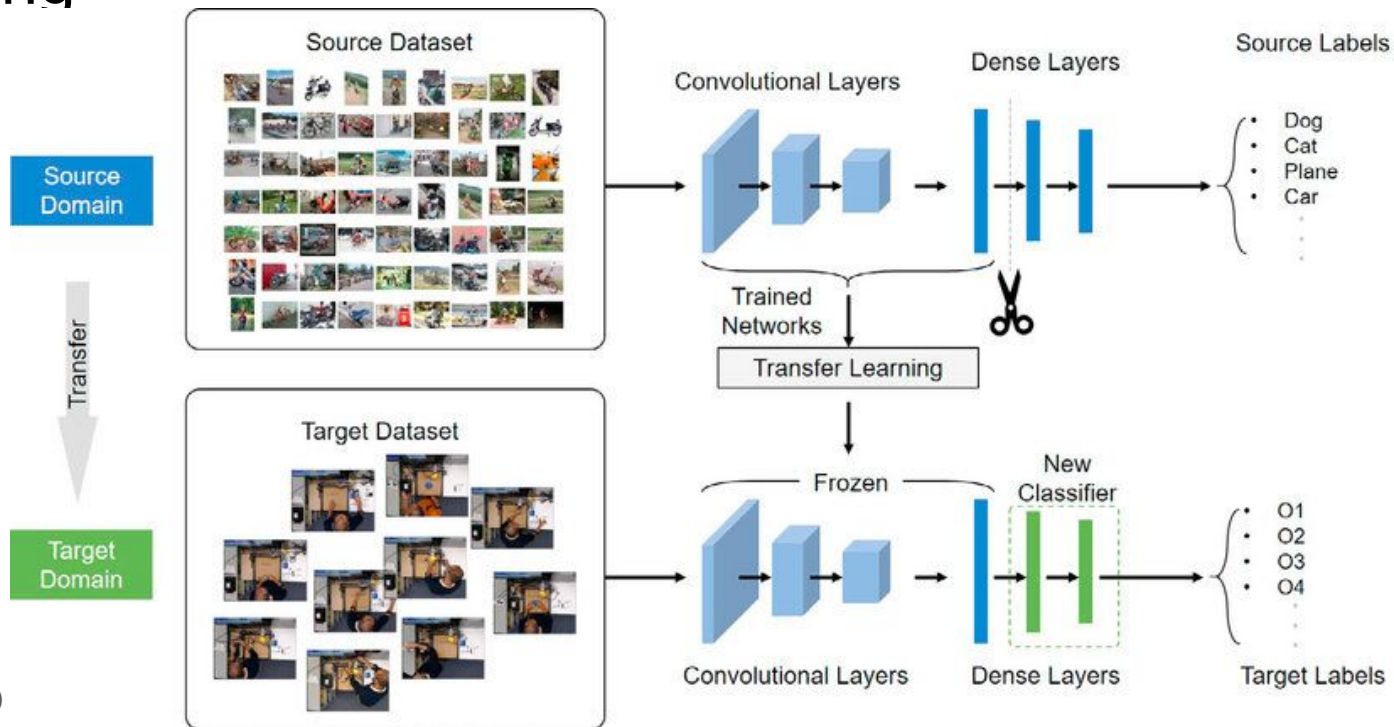 Source Dataset
Source Labels
Dense Layers
Convolutional Layers
Dog
Cat
Plane
Car
Source
Domain
Trained
Networks
Transfer Learning
Transfer
Target Dataset
Frozen
New
Classifier
O1
O2
O3
O4
Target
Domain
Convolutional Layers
Dense Layers
Target Labels